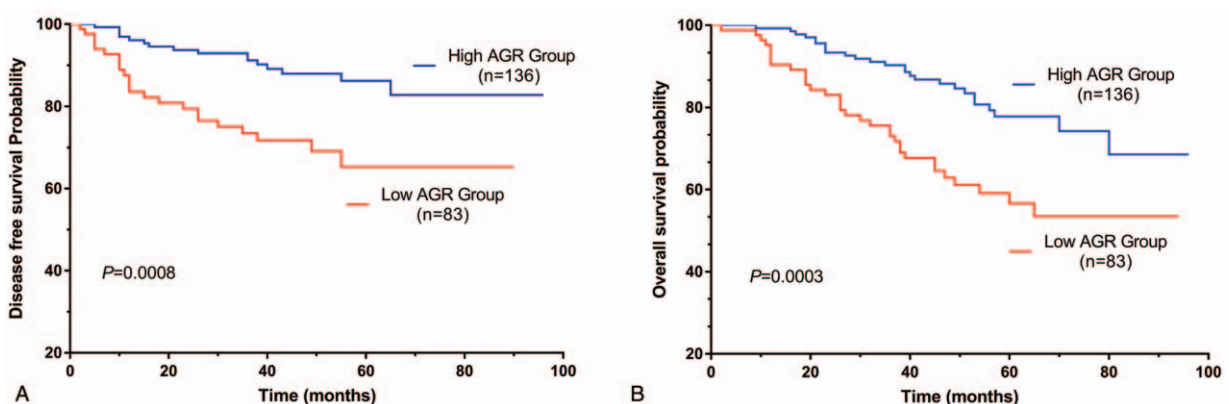 Disease free survival Probability
100
80
60
40
20
0
20
40
60
80
100
Time (months)
High AGR Group
(n=136)
Low AGR Group
(n=83)
P=0.0008
A
Overall survival probability
100
80
60
40
20
0
20
40
60
80
100
Time (months)
High AGR Group
(n=136)
Low AGR Group
(n=83)
P=0.0003
B